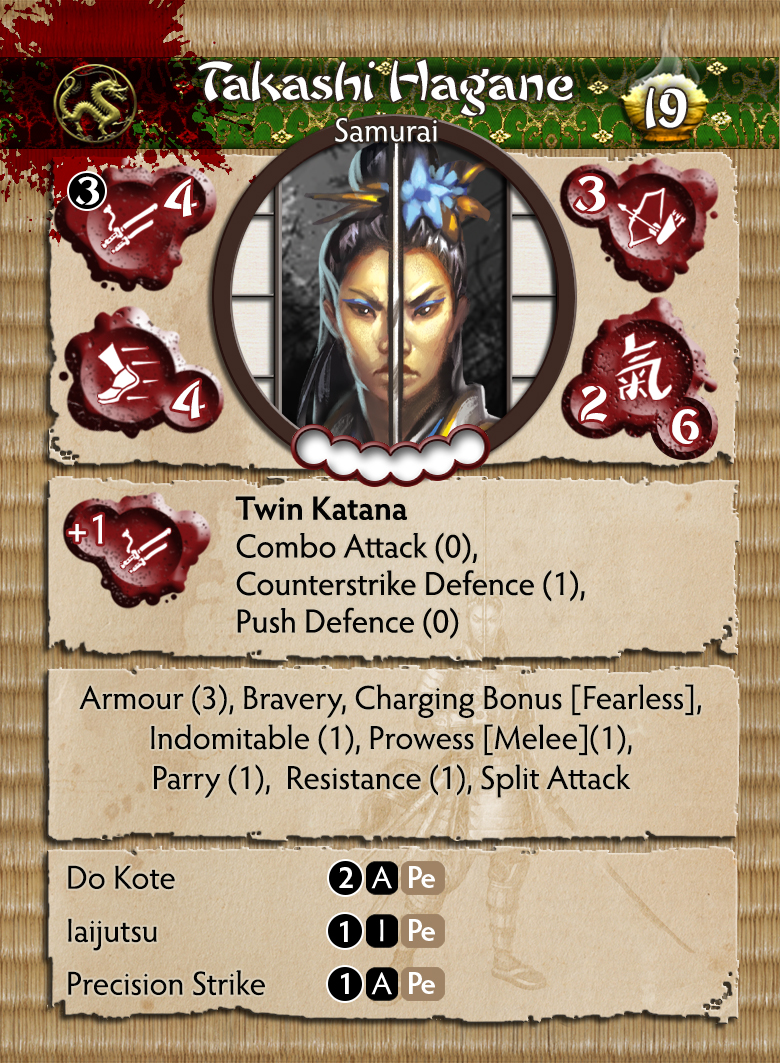 Takashi Hagane
19
Samurai
3 4
3
4
氣
2 6
+1
Twin Katana
Combo Attack (0),
Counterstrike Defence (1),
Push Defence (0)
Armour (3), Bravery, Charging Bonus [Fearless],
Indomitable (1), Prowess [Melee](1),
Parry (1), Resistance (1), Split Attack
Do Kote 2 A Pe
Iaijutsu 1 I Pe
Precision Strike 1 A Pe